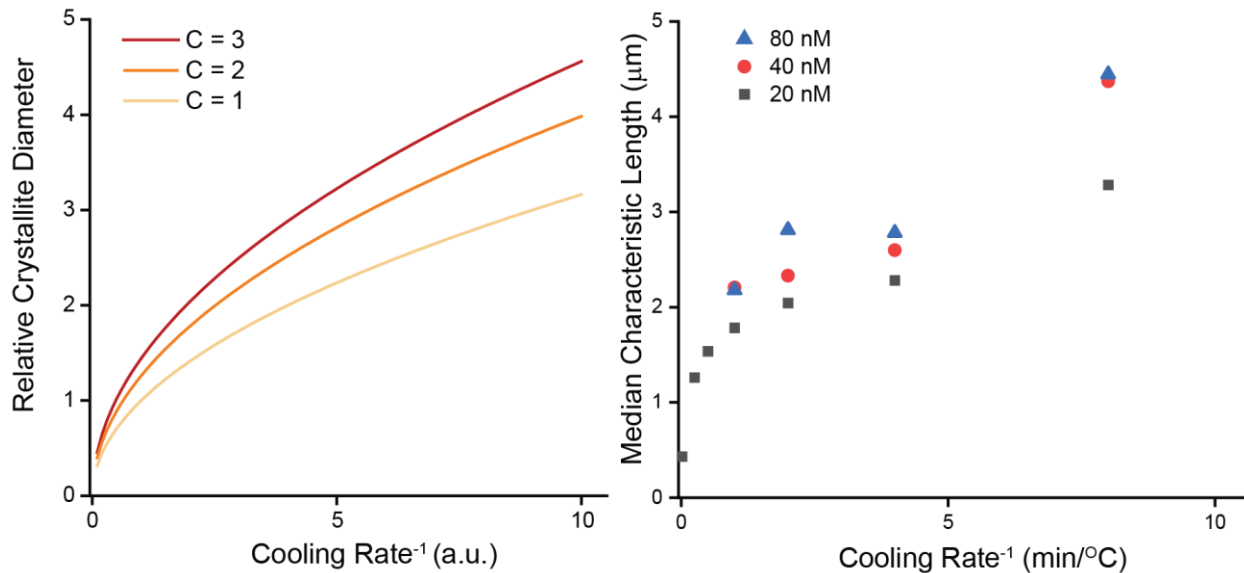 Relative Crystallite Diameter
5
4
3
2
1
0
C = 3
C = 2
C = 1
0
5
10
Cooling Rate⁻¹ (a.u.)
Median Characteristic Length (μm)
5
4
3
2
1
0
80 nM
40 nM
20 nM
0
5
10
Cooling Rate⁻¹ (min/ᴼC)